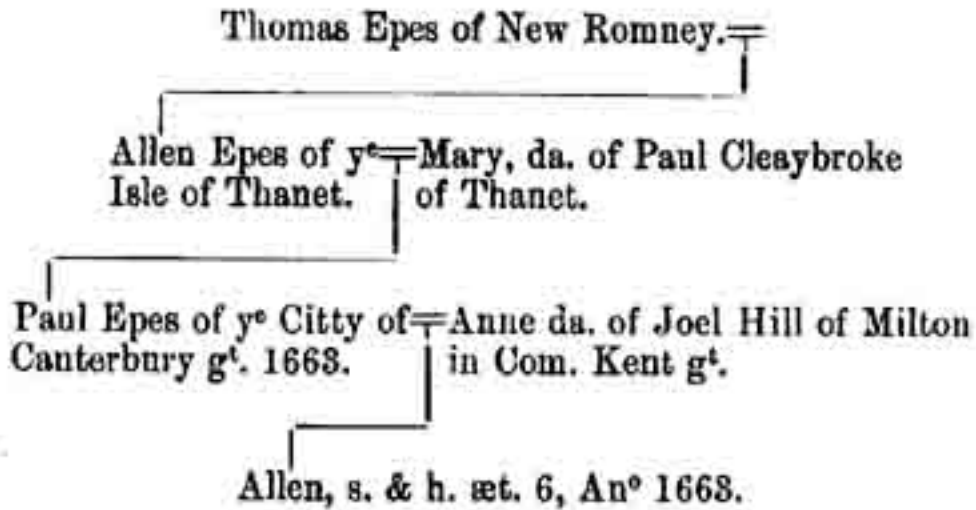 Thomas Epes of New Romney.
Allen Epes of yᵉ Mary, da. of Paul Cleaybroke
Isle of Thanet. of Thanet.
Paul Epes of yᵉ Citty of Anne da. of Joel Hill of Milton
Canterbury gᵗ. 1663. in Com. Kent gᵗ.
Allen, s. & h. æt. 6, Anᵒ 1663.